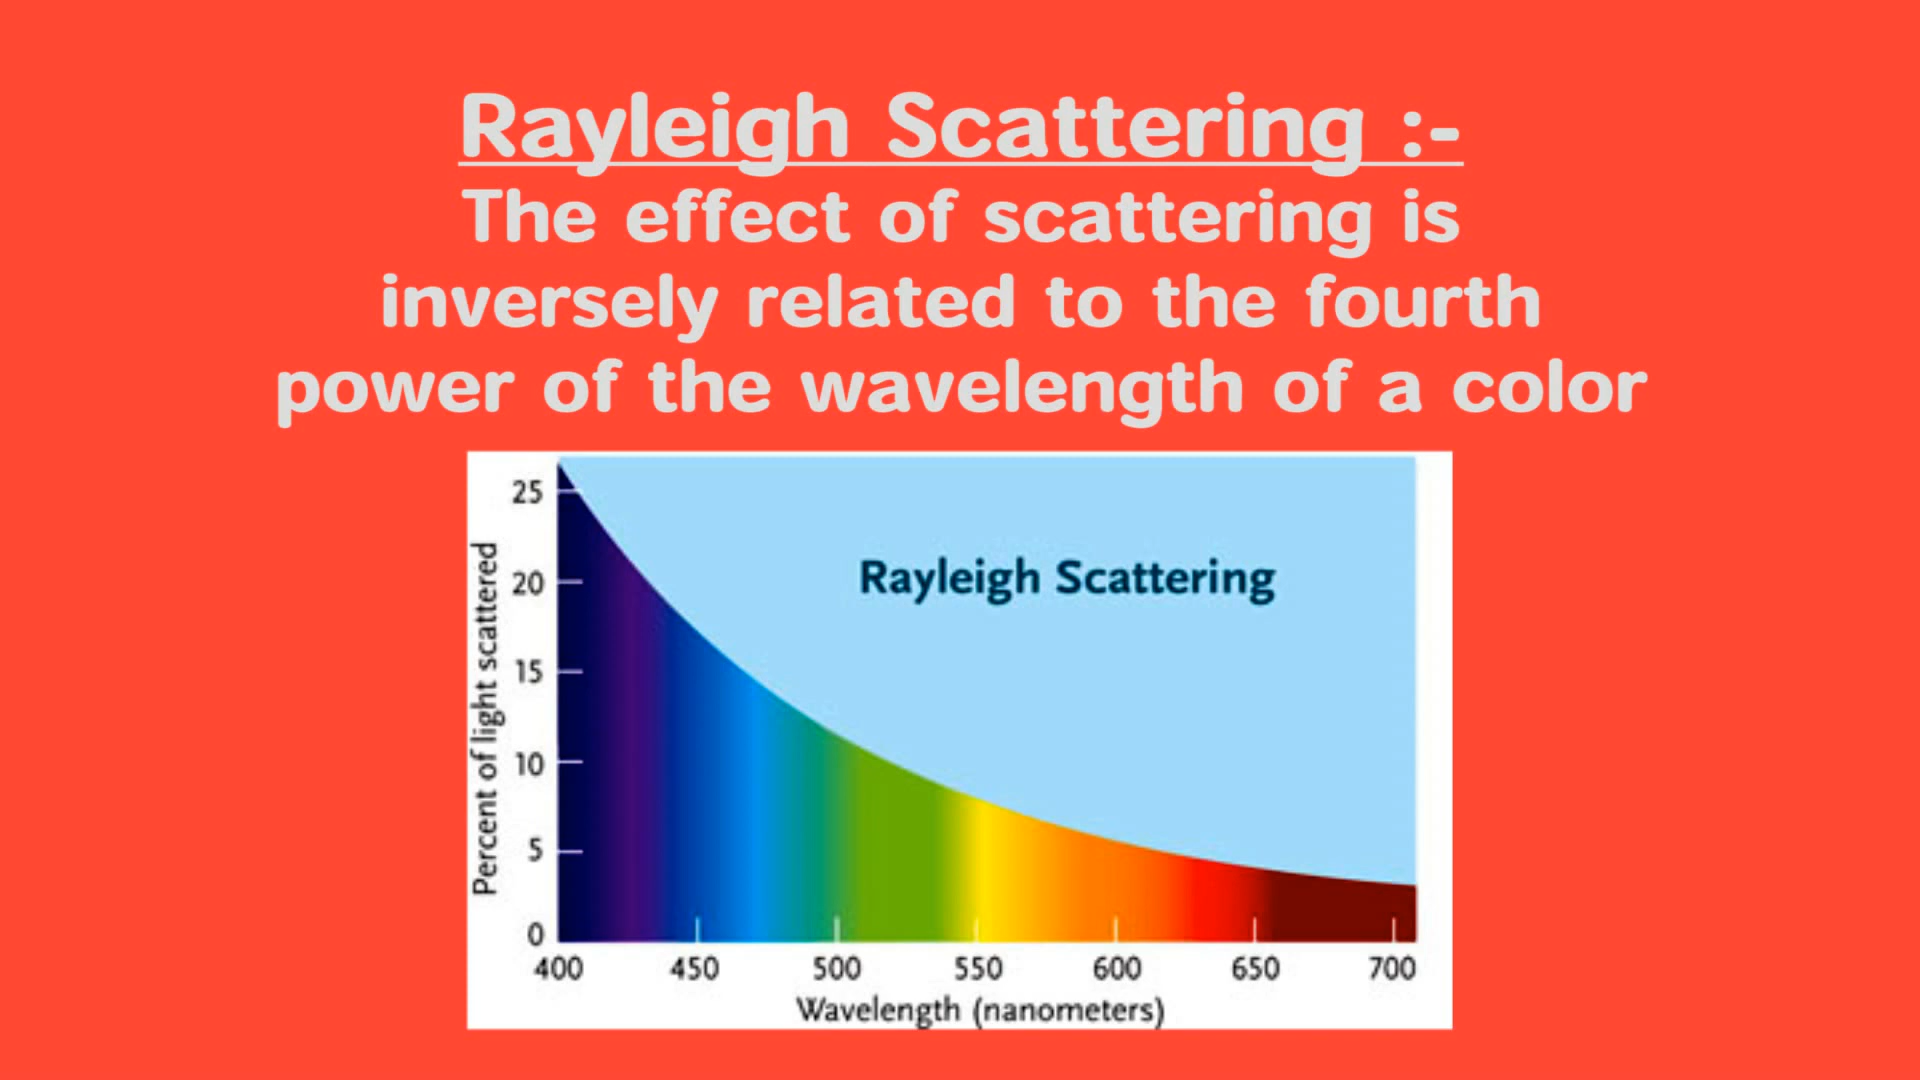 Rayleigh Scattering :-
The effect of scattering is
inversely related to the fourth
power of the wavelength of a color
Rayleigh Scattering
Percent of light scattered
25
20
15
10
5
0
400 450 500 550 600 650 700
Wavelength (nanometers)